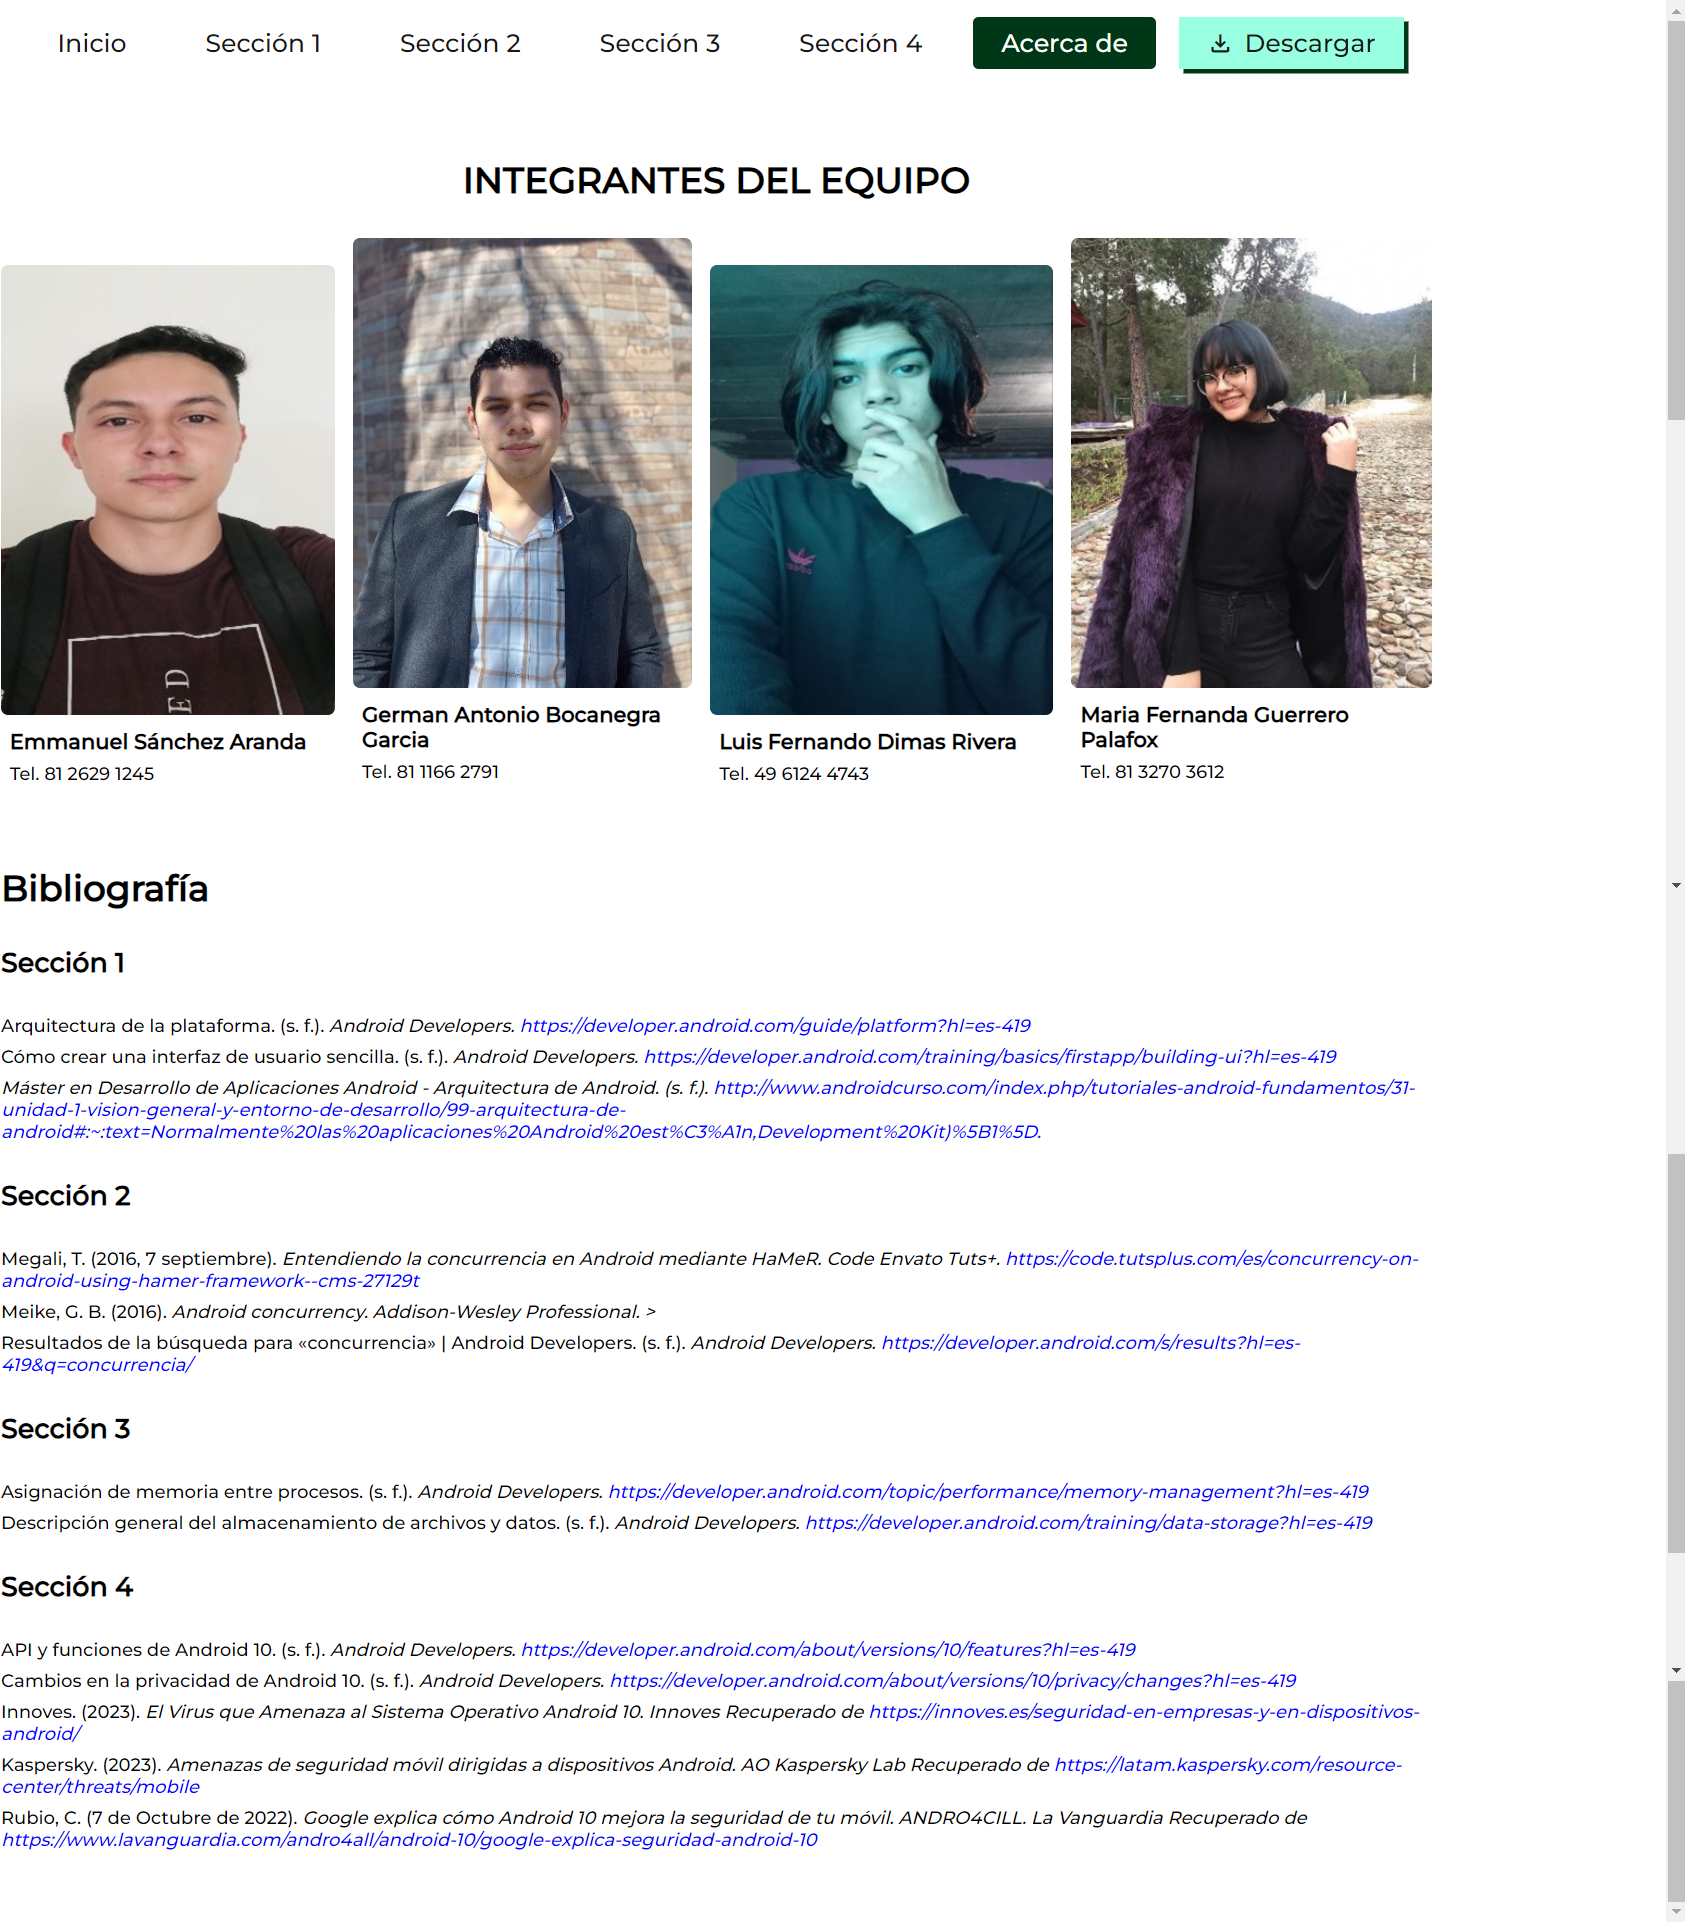 Inicio Sección 1 Sección 2 Sección 3 Sección 4 Acerca de Descargar
INTEGRANTES DEL EQUIPO
ED
Emmanuel Sánchez Aranda
Tel. 81 2629 1245
German Antonio Bocanegra
Garcia
Tel. 81 1166 2791
Luis Fernando Dimas Rivera
Tel. 49 6124 4743
Maria Fernanda Guerrero
Palafox
Tel. 81 3270 3612
Bibliografía
Sección 1
Arquitectura de la plataforma. (s. f.). Android Developers. https://developer.android.com/guide/platform?hl=es-419
Cómo crear una interfaz de usuario sencilla. (s. f.). Android Developers. https://developer.android.com/training/basics/firstapp/building-ui?hl=es-419
Máster en Desarrollo de Aplicaciones Android - Arquitectura de Android. (s. f.). http://www.androidcurso.com/index.php/tutoriales-android-fundamentos/31-
unidad-1-vision-general-y-entorno-de-desarrollo/99-arquitectura-de-
android#:~:text=Normalmente%20las%20aplicaciones%20Android%20est%C3%A1n,Development%20Kit)%5B1%5D.
Sección 2
Megali, T. (2016, 7 septiembre). Entendiendo la concurrencia en Android mediante HaMeR. Code Envato Tuts+. https://code.tutsplus.com/es/concurrency-on-
android-using-hamer-framework--cms-27129t
Meike, G. B. (2016). Android concurrency. Addison-Wesley Professional. >
Resultados de la búsqueda para «concurrencia» | Android Developers. (s. f.). Android Developers. https://developer.android.com/s/results?hl=es-
419&q=concurrencia/
Sección 3
Asignación de memoria entre procesos. (s. f.). Android Developers. https://developer.android.com/topic/performance/memory-management?hl=es-419
Descripción general del almacenamiento de archivos y datos. (s. f.). Android Developers. https://developer.android.com/training/data-storage?hl=es-419
Sección 4
API y funciones de Android 10. (s. f.). Android Developers. https://developer.android.com/about/versions/10/features?hl=es-419
Cambios en la privacidad de Android 10. (s. f.). Android Developers. https://developer.android.com/about/versions/10/privacy/changes?hl=es-419
Innoves. (2023). El Virus que Amenaza al Sistema Operativo Android 10. Innoves Recuperado de https://innoves.es/seguridad-en-empresas-y-en-dispositivos-
android/
Kaspersky. (2023). Amenazas de seguridad móvil dirigidas a dispositivos Android. AO Kaspersky Lab Recuperado de https://latam.kaspersky.com/resource-
center/threats/mobile
Rubio, C. (7 de Octubre de 2022). Google explica cómo Android 10 mejora la seguridad de tu móvil. ANDRO4CILL. La Vanguardia Recuperado de
https://www.lavanguardia.com/andro4all/android-10/google-explica-seguridad-android-10